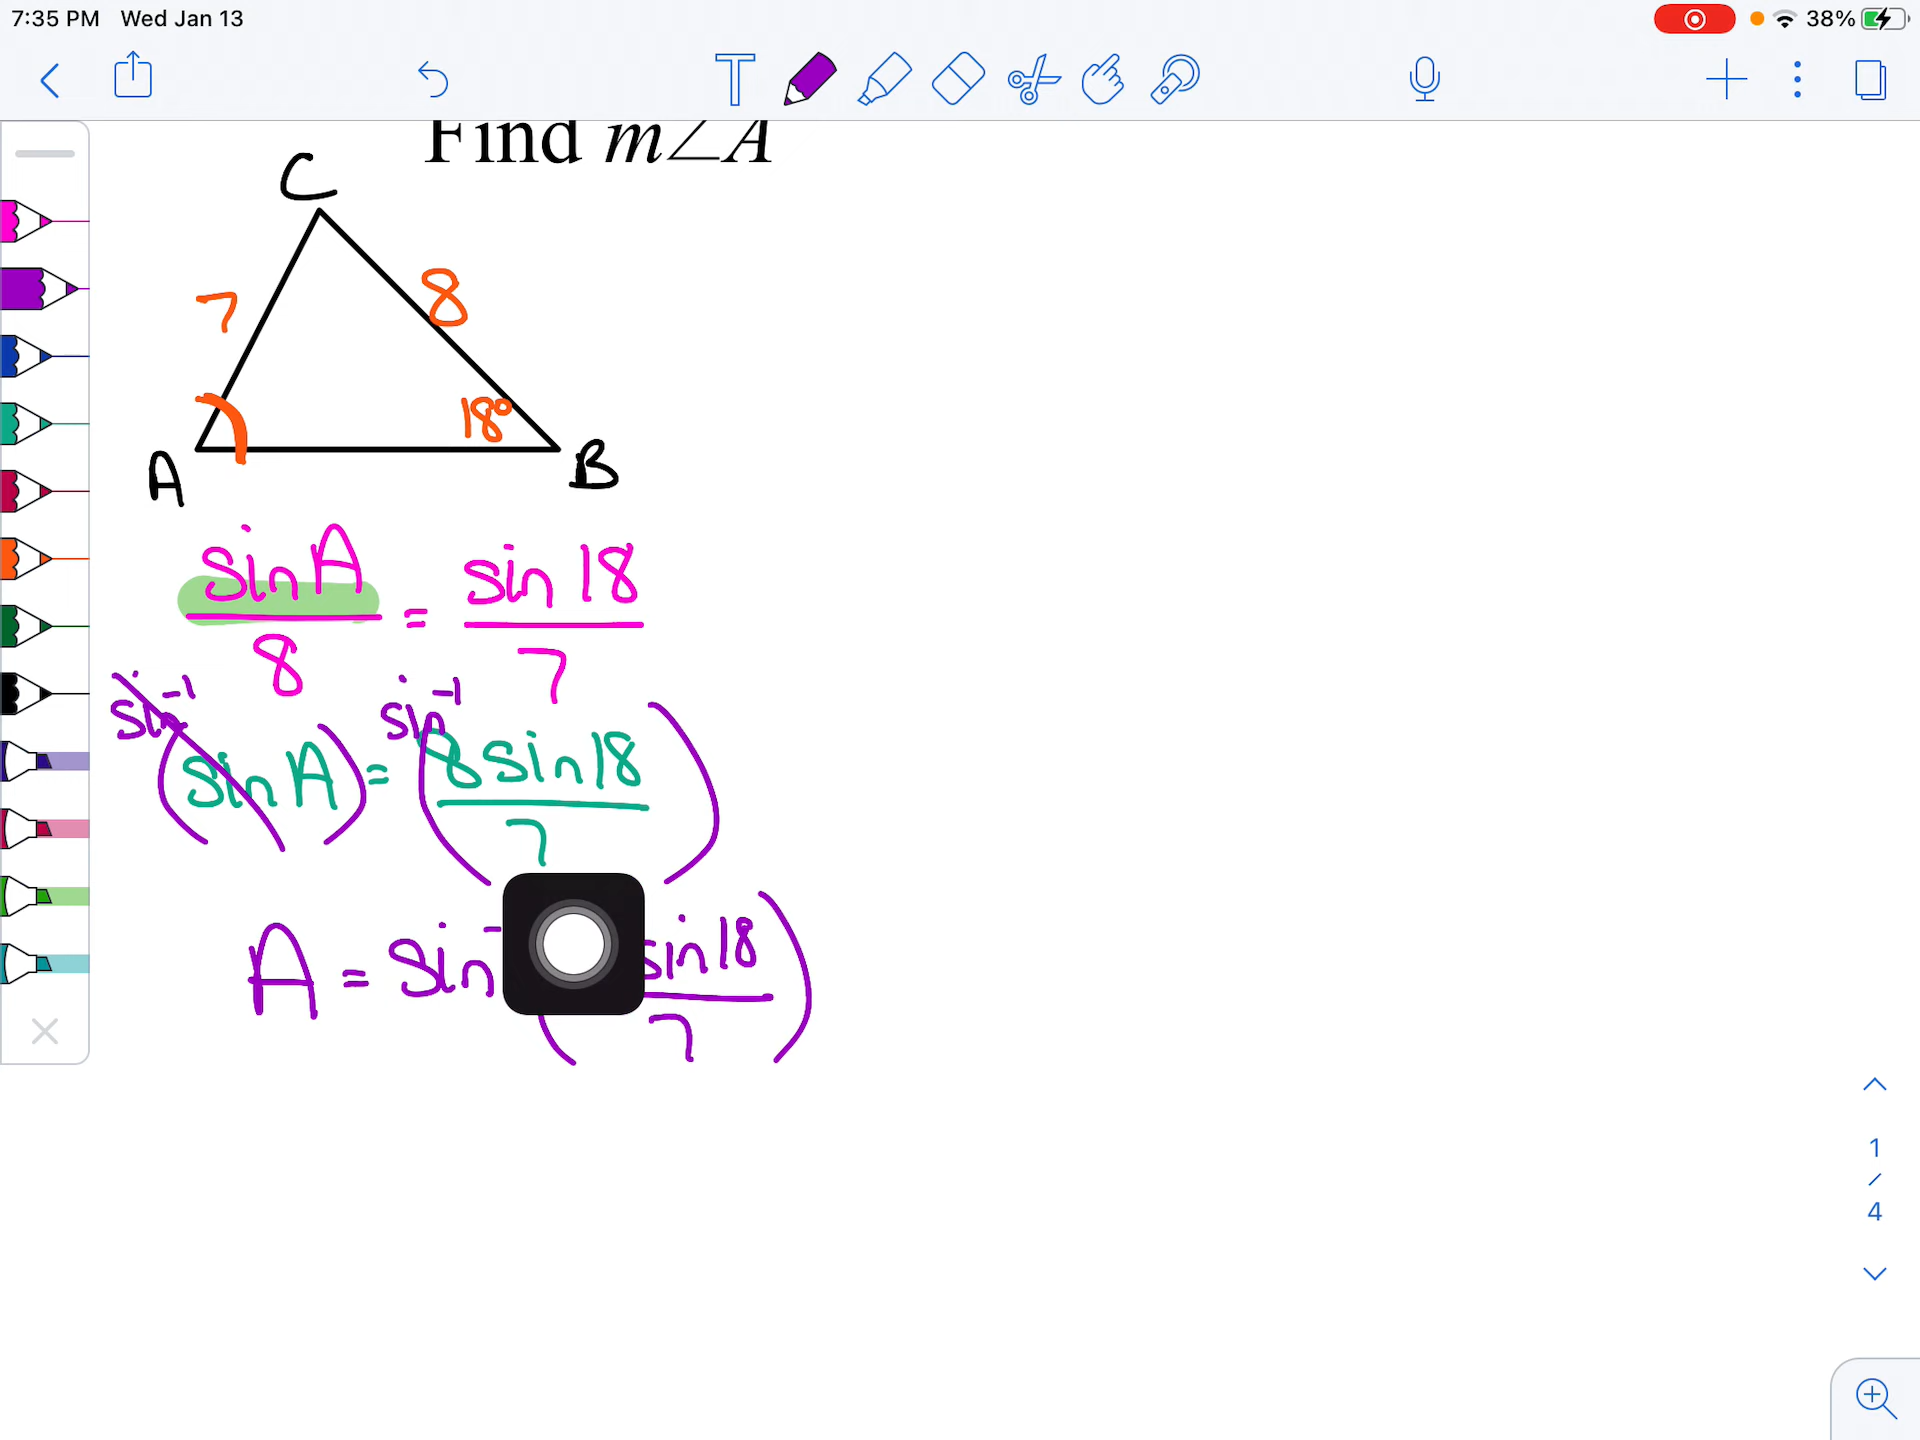 7:35 PM Wed Jan 13
38%
Find m∠A
C
7
8
18°
A
B
sin A / 8 = sin 18 / 7
sin⁻¹(sin A) = sin⁻¹(8 sin 18 / 7)
A = sin⁻ ( sin 18 / 7)
1
/
4